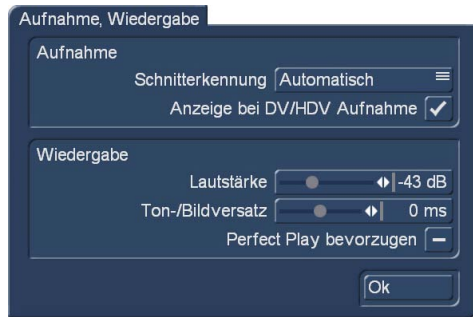 Aufnahme, Wiedergabe
Aufnahme
Schnitterkennung Automatisch
Anzeige bei DV/HDV Aufnahme
Wiedergabe
Lautstärke -43 dB
Ton-/Bildversatz 0 ms
Perfect Play bevorzugen
Ok